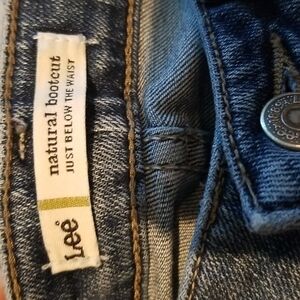 natural bootcut
JUST BELOW THE WAIST
Lee®